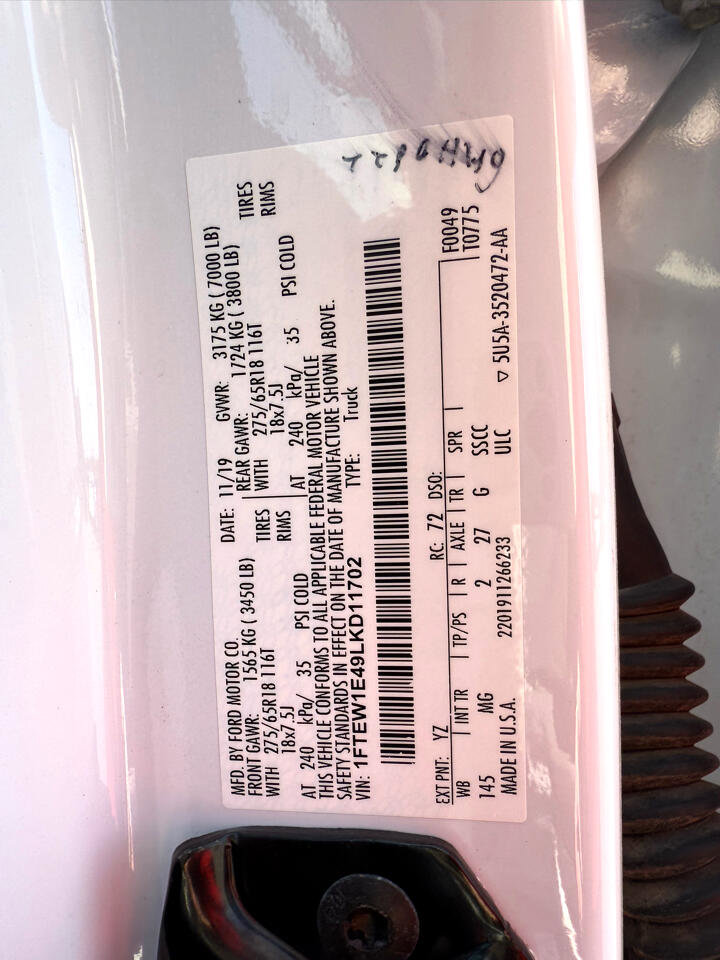 MFD. BY FORD MOTOR CO.
DATE: 11/19 GVWR: 3175 KG ( 7000 LB)
FRONT GAWR: 1565 KG ( 3450 LB)
REAR GAWR: 1724 KG ( 3800 LB)
WITH 275/65R18 116T TIRES
WITH 275/65R18 116T TIRES
18x7.5J RIMS
18x7.5J RIMS
AT 240 kPa/ 35 PSI COLD
AT 240 kPa/ 35 PSI COLD
THIS VEHICLE CONFORMS TO ALL APPLICABLE FEDERAL MOTOR VEHICLE
SAFETY STANDARDS IN EFFECT ON THE DATE OF MANUFACTURE SHOWN ABOVE.
VIN: 1FTEW1E49LKD11702
TYPE: Truck
EXT PNT: YZ RC: 72 DSO: F0049
WB INT TR TP/PS R AXLE TR SPR T0775
145 MG 2 27 G SSCC
MADE IN U.S.A. 2201911266233 ULC
▽ 5U5A-3520472-AA